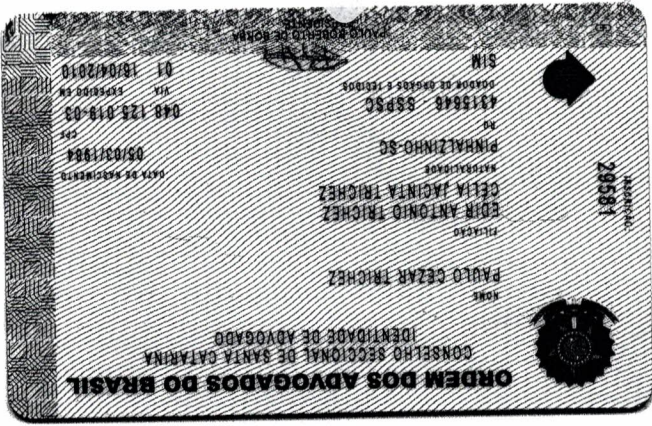 ORDEM DOS ADVOGADOS DO BRASIL
CONSELHO SECCIONAL DE SANTA CATARINA
IDENTIDADE DE ADVOGADO
NOME
PAULO CEZAR TRICHEZ
FILIAÇÃO
EDIR ANTONIO TRICHEZ
CELIA JACINTA TRICHEZ
NATURALIDADE
PINHALZINHO-SC
RG
4315646 - SSPSC
DOADOR DE ÓRGÃOS E TECIDOS
SIM
DATA DE NASCIMENTO
05/03/1984
CPF
048.125.019-03
VIA
01
EXPEDIDO EM
16/04/2010
INSCRIÇÃO:
29581
PAULO ROBERTO DE BORBA
PRESIDENTE